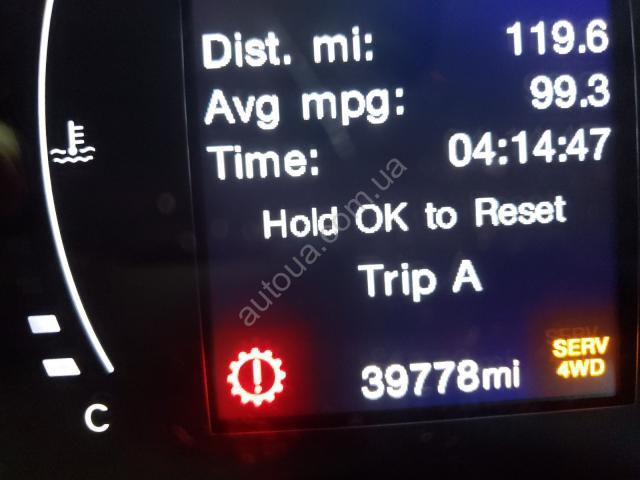 Dist. mi: 119.6
Avg mpg: 99.3
Time: 04:14:47
Hold OK to Reset
Trip A
autoua.com.ua
39778mi
SERV
4WD
C